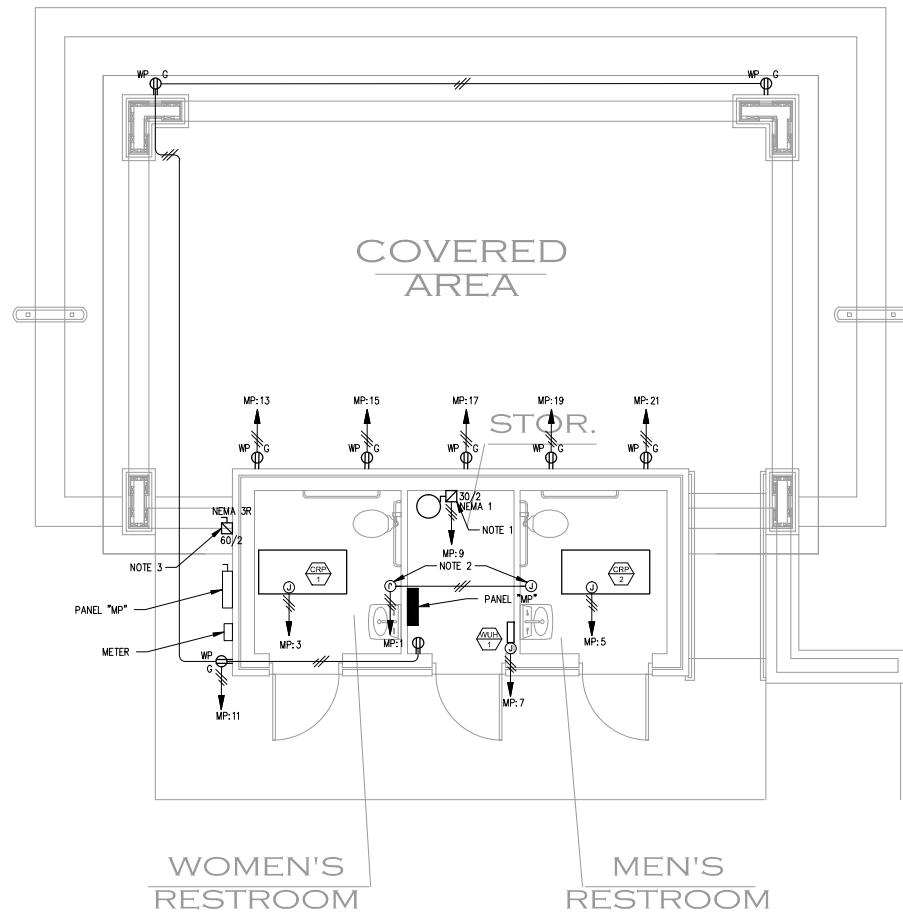 WP G
WP G
COVERED
AREA
MP:13
MP:15
MP:17
MP:19
MP:21
STOR.
WP G
WP G
WP G
WP G
WP G
NEMA 3R
60/2
30/2
NEMA 1
NOTE 1
NOTE 3
MP:9
NOTE 2
CRP
1
CRP
2
J
J
J
J
PANEL "MP"
PANEL "MP"
MP:3
MP:1
WUH
1
MP:5
METER
J
WP
G
MP:7
MP:11
WOMEN'S
RESTROOM
MEN'S
RESTROOM